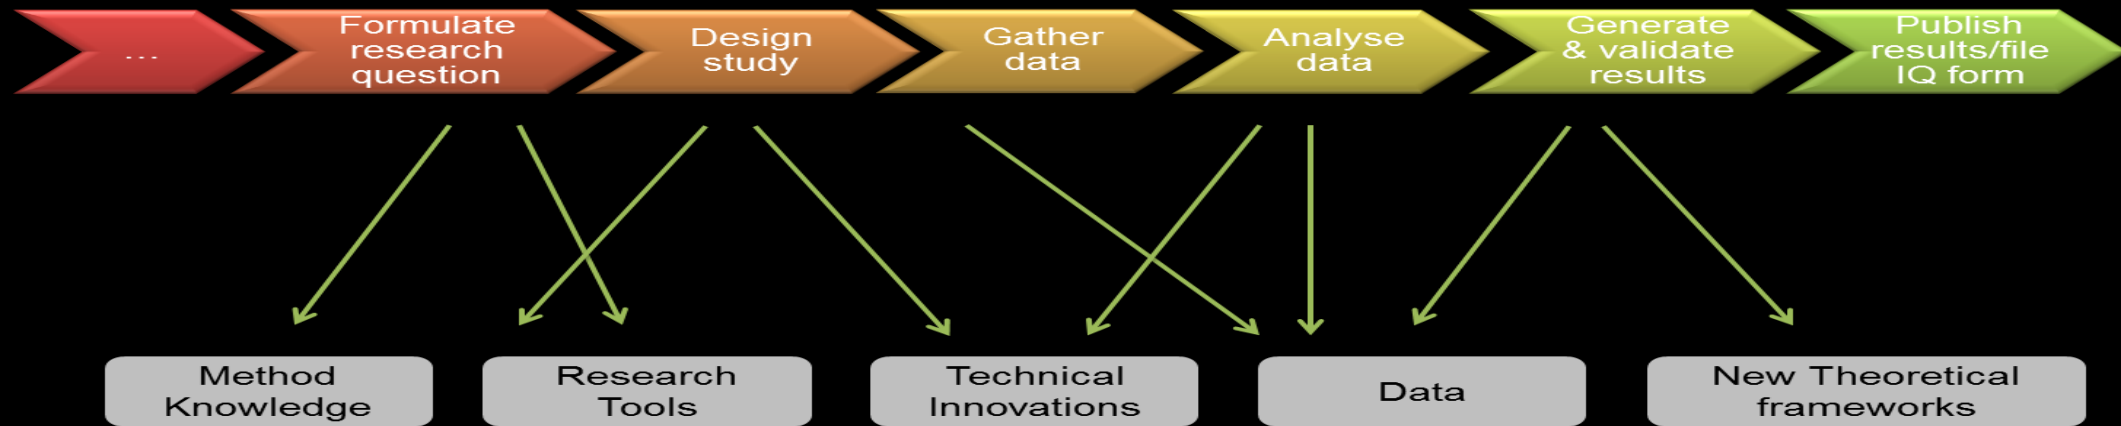 ...
Formulate
research
question
Design
study
Gather
data
Analyse
data
Generate
& validate
results
Publish
results/file
IQ form
Method
Knowledge
Research
Tools
Technical
Innovations
Data
New Theoretical
frameworks